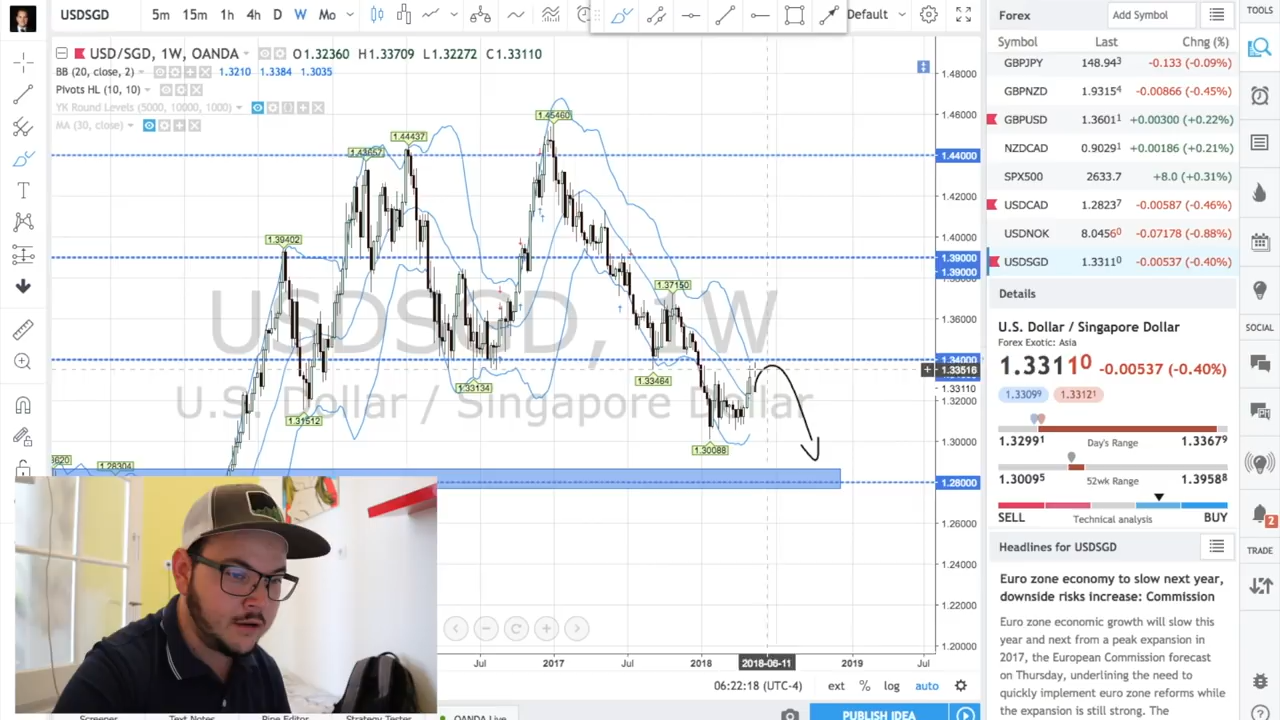 USDSGD
5m 15m 1h 4h D W Mo
Default
USD/SGD, 1W, OANDA
O1.32360 H1.33709 L1.32272 C1.33110
BB (20, close, 2)
1.3210 1.3384 1.3035
Pivots HL (10, 10)
YK Round Levels (5000, 10000, 1000)
MA (30, close)
USDSGD, 1W
U.S. Dollar / Singapore Dollar
1.45460
1.44437
1.43957
1.39402
1.37150
1.33134
1.33464
1.31512
1.30088
1.28304
3620
1.48000
1.46000
1.44000
1.42000
1.40000
1.39000
1.38000
1.36000
1.34000
1.33516
1.33110
1.32000
1.30000
1.28000
1.26000
1.24000
1.22000
1.20000
Jul 2017 Jul 2018 2018-06-11 2019 Jul
06:22:18 (UTC-4) ext % log auto
Screener Text Notes Pine Editor Strategy Tester OANDA Live
PUBLISH IDEA
Forex
Add Symbol
Symbol Last Chng (%)
GBPJPY 148.94³ -0.133 (-0.09%)
GBPNZD 1.9315⁴ -0.00866 (-0.45%)
GBPUSD 1.3601¹ +0.00300 (+0.22%)
NZDCAD 0.9029¹ +0.00186 (+0.21%)
SPX500 2633.7 +8.0 (+0.31%)
USDCAD 1.2823⁷ -0.00587 (-0.46%)
USDNOK 8.0456⁰ -0.07178 (-0.88%)
USDSGD 1.3311⁰ -0.00537 (-0.40%)
Details
U.S. Dollar / Singapore Dollar
Forex Exotic: Asia
1.3311⁰ -0.00537 (-0.40%)
1.33099 1.33121
1.3299¹ Day's Range 1.3367⁹
1.3009⁵ 52wk Range 1.3958⁸
SELL Technical analysis BUY
Headlines for USDSGD
Euro zone economy to slow next year,
downside risks increase: Commission
Euro zone economic growth will slow this
year and next from a peak expansion in
2017, the European Commission forecast
on Thursday, underlining the need to
quickly implement euro zone reforms while
the expansion is still strong. The
TOOLS
SOCIAL
2
TRADE